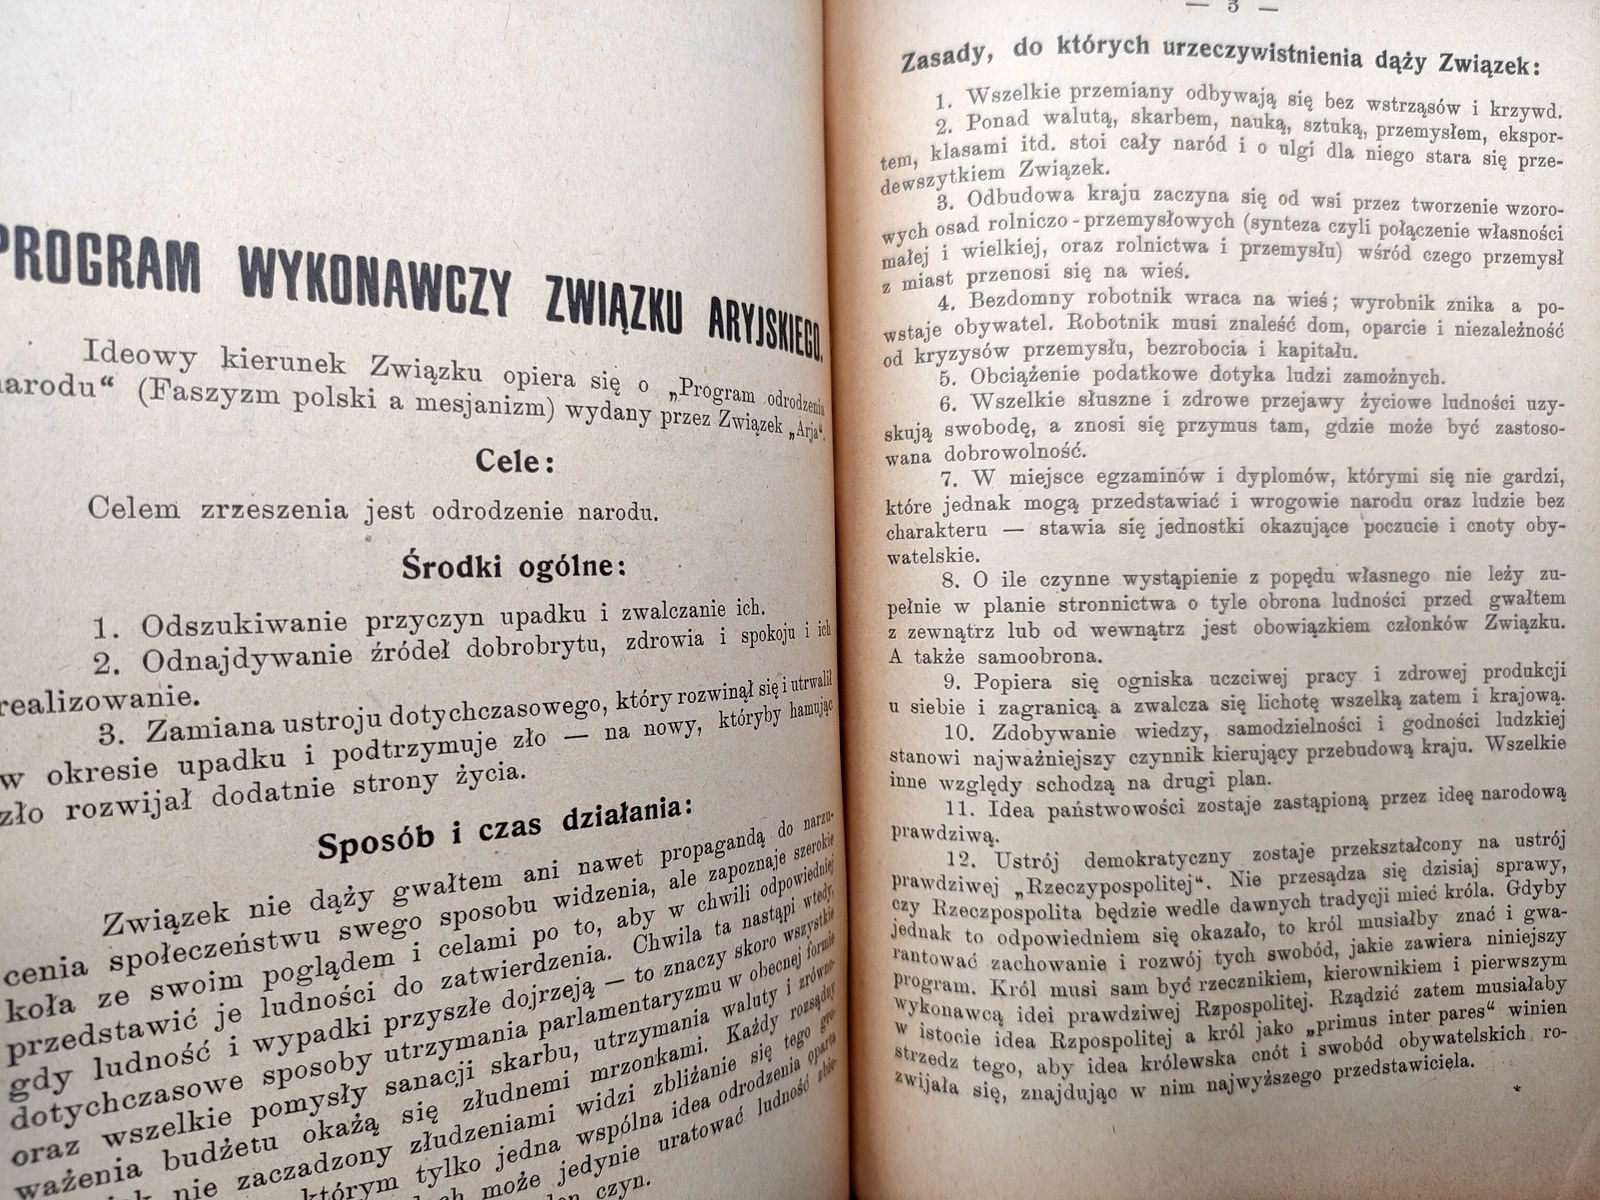 PROGRAM WYKONAWCZY ZWIĄZKU ARYJSKIEGO.
Ideowy kierunek Związku opiera się o „Program odrodzenia
narodu“ (Faszyzm polski a mesjanizm) wydany przez Związek „Arja“.
Cele:
Celem zrzeszenia jest odrodzenie narodu.
Środki ogólne:
1. Odszukiwanie przyczyn upadku i zwalczanie ich.
2. Odnajdywanie źródeł dobrobytu, zdrowia i spokoju i ich
realizowanie.
3. Zamiana ustroju dotychczasowego, który rozwinął się i utrwalił
w okresie upadku i podtrzymuje zło — na nowy, któryby hamując
zło rozwijał dodatnie strony życia.
Sposób i czas działania:
Związek nie dąży gwałtem ani nawet propagandą do narzu-
cenia społeczeństwu swego sposobu widzenia, ale zapoznaje szerokie
koła ze swoim poglądem i celami po to, aby w chwili odpowiedniej
przedstawić je ludności do zatwierdzenia. Chwila ta nastąpi wtedy,
gdy ludność i wypadki przyszłe dojrzeją — to znaczy skoro wszystkie
dotychczasowe sposoby utrzymania parlamentaryzmu w obecnej formie
oraz wszelkie pomysły sanacji skarbu, utrzymania waluty i zrówno-
ważenia budżetu okażą się złudnemi mrzonkami. Każdy rozsądny
nie zaczadzony złudzeniami widzi zbliżanie się tego
którym tylko jedna wspólna idea odrodzenia oparta
może jedynie uratować ludność
czyn.
— 3 —
Zasady, do których urzeczywistnienia dąży Związek:
1. Wszelkie przemiany odbywają się bez wstrząsów i krzywd.
2. Ponad walutą, skarbem, nauką, sztuką, przemysłem, ekspor-
tem, klasami itd. stoi cały naród i o ulgi dla niego stara się prze-
dewszytkiem Związek.
3. Odbudowa kraju zaczyna się od wsi przez tworzenie wzoro-
wych osad rolniczo-przemysłowych (synteza czyli połączenie własności
małej i wielkiej, oraz rolnictwa i przemysłu) wśród czego przemysł
z miast przenosi się na wieś.
4. Bezdomny robotnik wraca na wieś; wyrobnik znika a po-
wstaje obywatel. Robotnik musi znaleść dom, oparcie i niezależność
od kryzysów przemysłu, bezrobocia i kapitału.
5. Obciążenie podatkowe dotyka ludzi zamożnych.
6. Wszelkie słuszne i zdrowe przejawy życiowe ludności uzy-
skują swobodę, a znosi się przymus tam, gdzie może być zastoso-
wana dobrowolność.
7. W miejsce egzaminów i dyplomów, którymi się nie gardzi,
które jednak mogą przedstawiać i wrogowie narodu oraz ludzie bez
charakteru — stawia się jednostki okazujące poczucie i cnoty oby-
watelskie.
8. O ile czynne wystąpienie z popędu własnego nie leży zu-
pełnie w planie stronnictwa o tyle obrona ludności przed gwałtem
z zewnątrz lub od wewnątrz jest obowiązkiem członków Związku.
A także samoobrona.
9. Popiera się ogniska uczciwej pracy i zdrowej produkcji
u siebie i zagranicą a zwalcza się lichotę wszelką zatem i krajową.
10. Zdobywanie wiedzy, samodzielności i godności ludzkiej
stanowi najważniejszy czynnik kierujący przebudową kraju. Wszelkie
inne względy schodzą na drugi plan.
11. Idea państwowości zostaje zastąpioną przez ideę narodową
prawdziwą.
12. Ustrój demokratyczny zostaje przekształcony na ustrój
prawdziwej „Rzeczypospolitej“. Nie przesądza się dzisiaj sprawy,
czy Rzeczpospolita będzie wedle dawnych tradycji mieć króla. Gdyby
jednak to odpowiedniem się okazało, to król musiałby znać i gwa-
rantować zachowanie i rozwój tych swobód, jakie zawiera niniejszy
program. Król musi sam być rzecznikiem, kierownikiem i pierwszym
wykonawcą idei prawdziwej Rzpospolitej. Rządzić zatem musiałaby
w istocie idea Rzpospolitej a król jako „primus inter pares“ winien
strzedz tego, aby idea królewska cnót i swobód obywatelskich ro-
zwijała się, znajdując w nim najwyższego przedstawiciela.